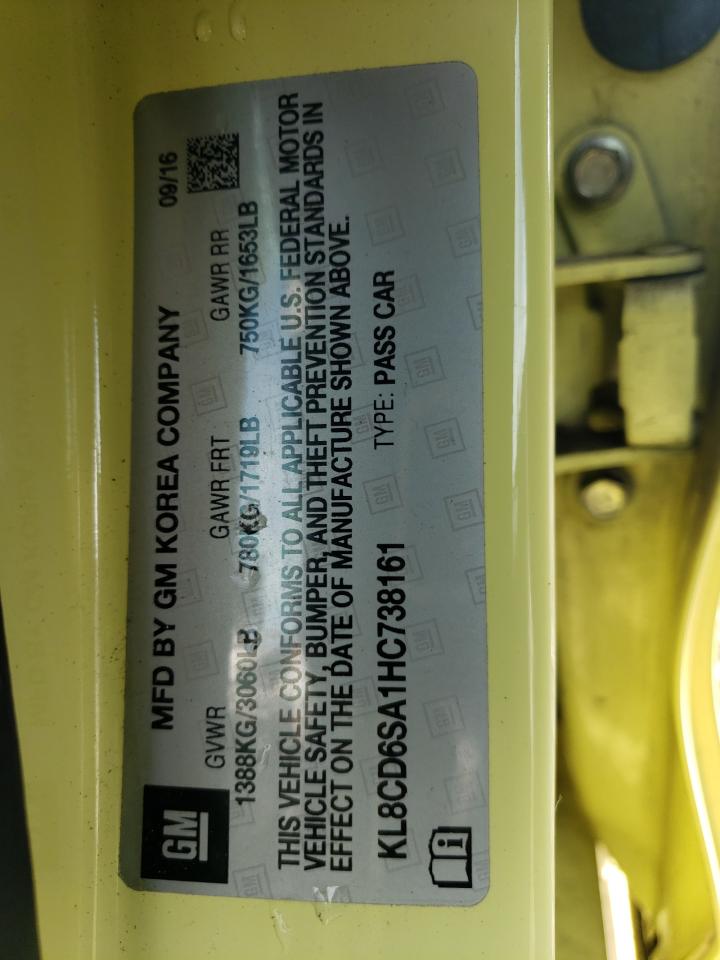 GM
MFD BY GM KOREA COMPANY 09/16
GVWR GAWR FRT GAWR RR
1388KG/3060LB 780KG/1719LB 750KG/1653LB
THIS VEHICLE CONFORMS TO ALL APPLICABLE U.S. FEDERAL MOTOR
VEHICLE SAFETY, BUMPER, AND THEFT PREVENTION STANDARDS IN
EFFECT ON THE DATE OF MANUFACTURE SHOWN ABOVE.
KL8CD6SA1HC738161 TYPE: PASS CAR